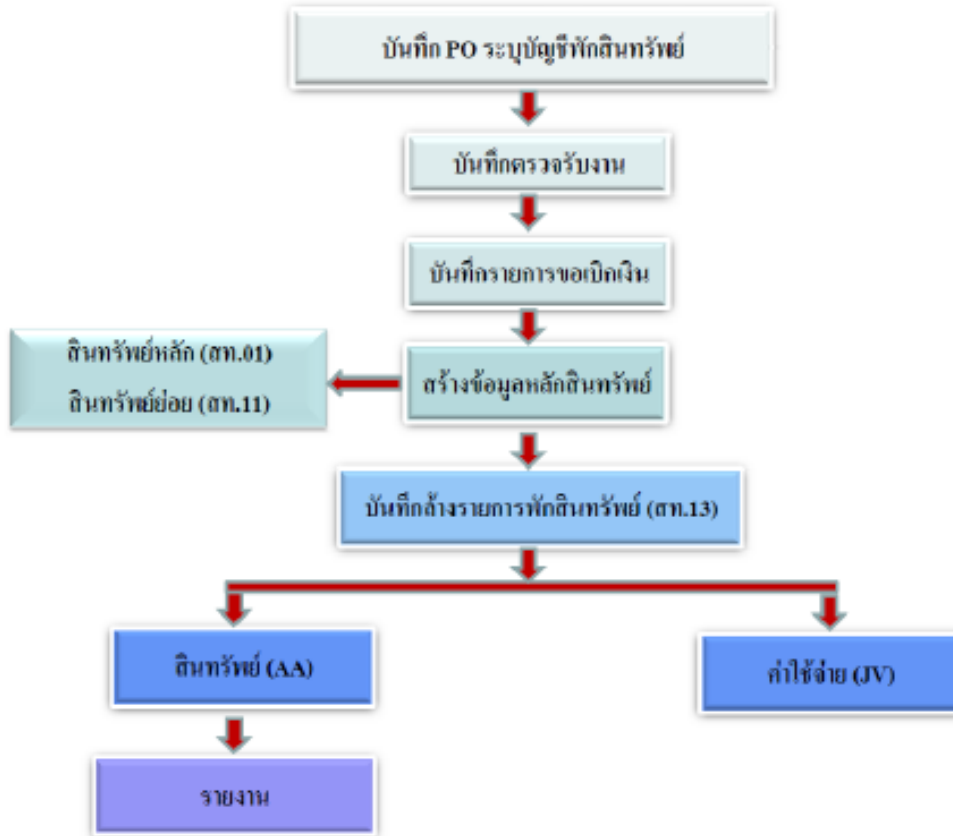 บันทึก PO ระบุบัญชีพักสินทรัพย์
บันทึกตรวจรับงาน
บันทึกรายการขอเบิกเงิน
สินทรัพย์หลัก (สท.01)
สินทรัพย์ย่อย (สท.11)
สร้างข้อมูลหลักสินทรัพย์
บันทึกล้างรายการพักสินทรัพย์ (สท.13)
สินทรัพย์ (AA)
ค่าใช้จ่าย (JV)
รายงาน